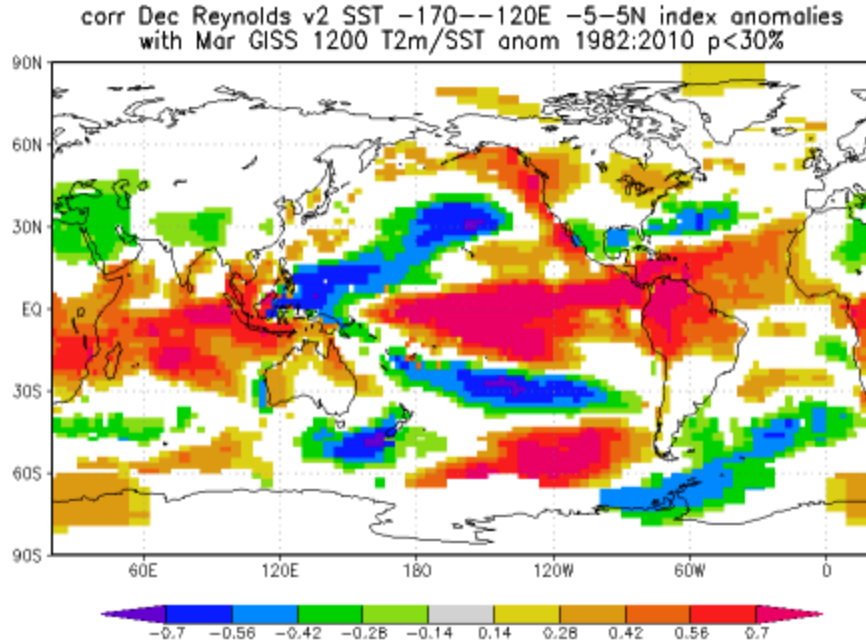 corr Dec Reynolds v2 SST -170--120E -5-5N index anomalies
with Mar GISS 1200 T2m/SST anom 1982:2010 p<30%
90N
60N
30N
EQ
30S
60S
90S
60E 120E 180 120W 60W 0
-0.7 -0.56 -0.42 -0.28 -0.14 0.14 0.28 0.42 0.56 0.7